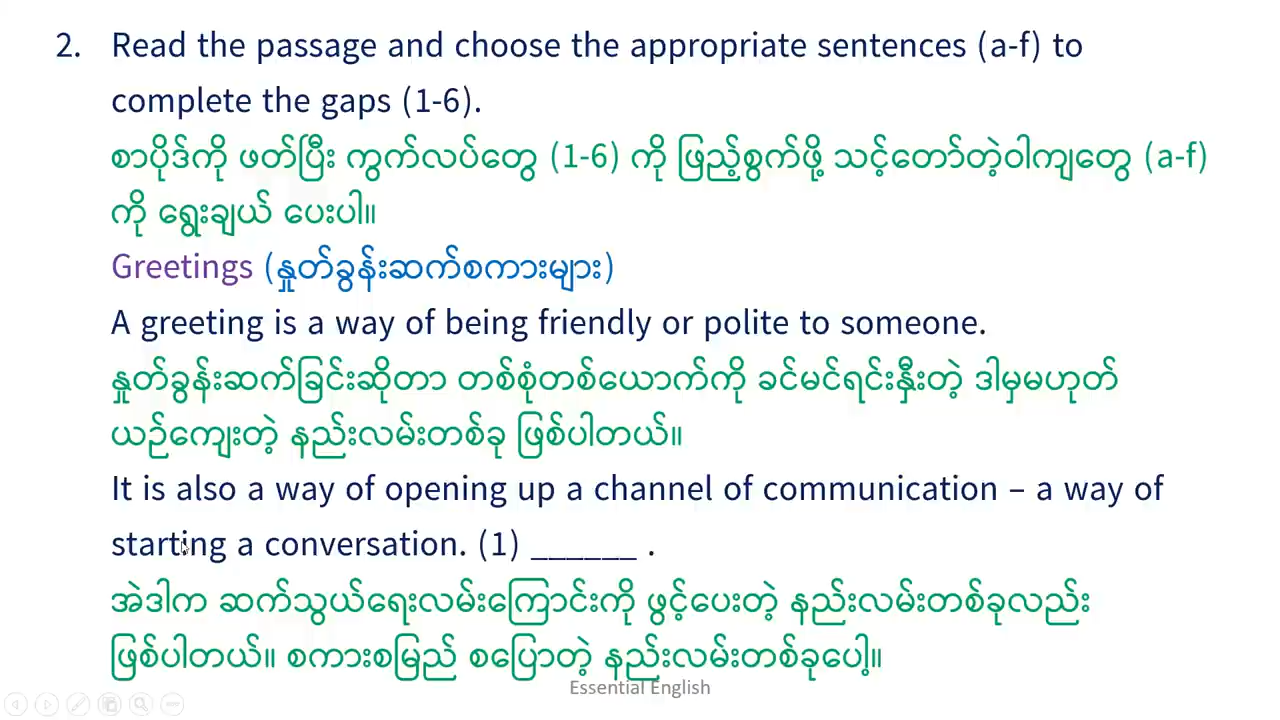 2. Read the passage and choose the appropriate sentences (a-f) to
complete the gaps (1-6).
စာပိုဒ်ကို ဖတ်ပြီး ကွက်လပ်တွေ (1-6) ကို ဖြည့်စွက်ဖို့ သင့်တော်တဲ့ဝါကျတွေ (a-f)
ကို ရွေးချယ် ပေးပါ။
Greetings (နှုတ်ခွန်းဆက်စကားများ)
A greeting is a way of being friendly or polite to someone.
နှုတ်ခွန်းဆက်ခြင်းဆိုတာ တစ်စုံတစ်ယောက်ကို ခင်မင်ရင်းနှီးတဲ့ ဒါမှမဟုတ်
ယဉ်ကျေးတဲ့ နည်းလမ်းတစ်ခု ဖြစ်ပါတယ်။
It is also a way of opening up a channel of communication – a way of
starting a conversation. (1) ______ .
အဲဒါက ဆက်သွယ်ရေးလမ်းကြောင်းကို ဖွင့်ပေးတဲ့ နည်းလမ်းတစ်ခုလည်း
ဖြစ်ပါတယ်။ စကားစမြည် စပြောတဲ့ နည်းလမ်းတစ်ခုပေါ့။
Essential English